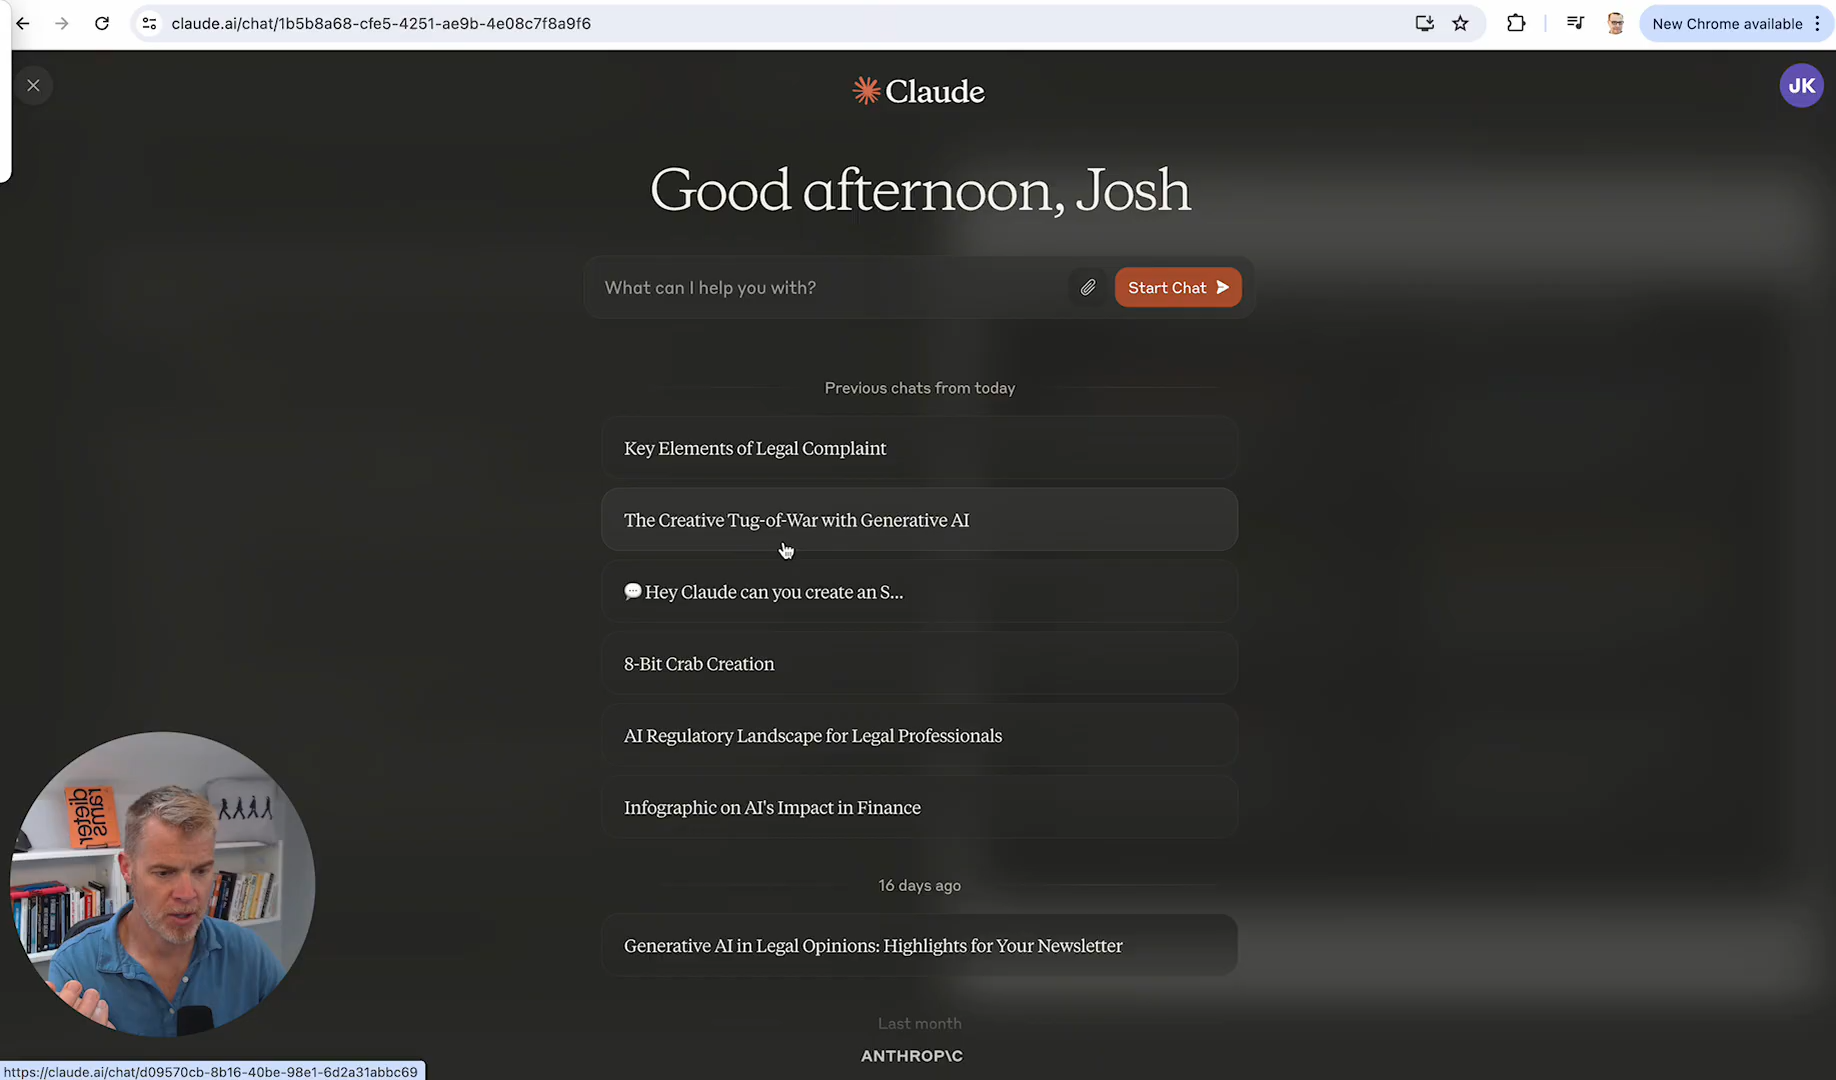 claude.ai/chat/1b5b8a68-cfe5-4251-ae9b-4e08c7f8a9f6
New Chrome available
Claude
JK
Good afternoon, Josh
What can I help you with?
Start Chat
Previous chats from today
Key Elements of Legal Complaint
The Creative Tug-of-War with Generative AI
💬 Hey Claude can you create an S...
8-Bit Crab Creation
AI Regulatory Landscape for Legal Professionals
Infographic on AI's Impact in Finance
rams
dieter
16 days ago
Generative AI in Legal Opinions: Highlights for Your Newsletter
Last month
ANTHROP\C
https://claude.ai/chat/d09570cb-8b16-40be-98e1-6d2a31abbc69